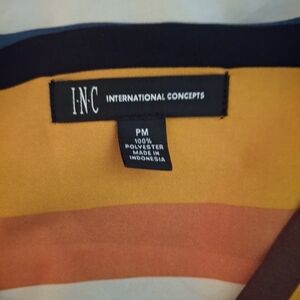 I·N·C INTERNATIONAL CONCEPTS
PM
100%
POLYESTER
MADE IN
INDONESIA